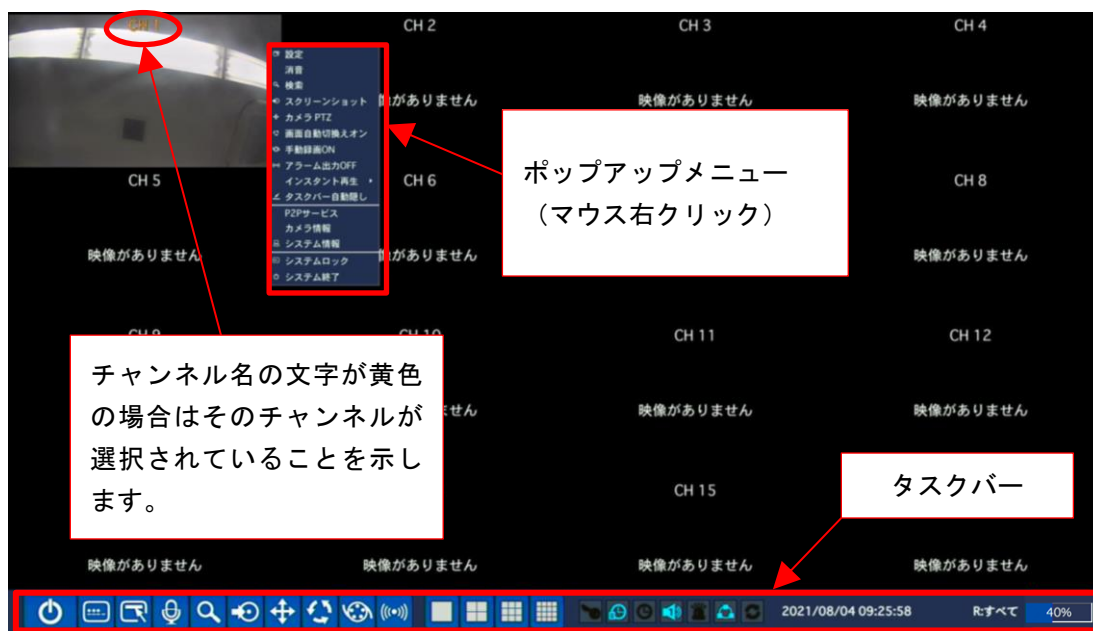 CH 1
CH 2
CH 3
CH 4
設定
消音
検索
スクリーンショット
カメラ PTZ
画面自動切換えオン
手動録画ON
アラーム出力OFF
インスタント再生
タスクバー自動隠し
P2Pサービス
カメラ情報
システム情報
システムロック
システム終了
像がありません
映像がありません
映像がありません
ポップアップメニュー
（マウス右クリック）
CH 5
CH 6
CH 8
映像がありません
がありません
映像がありません
CH 9
CH 10
CH 11
CH 12
チャンネル名の文字が黄色
の場合はそのチャンネルが
選択されていることを示し
ます。
せん
映像がありません
映像がありません
CH 15
タスクバー
映像がありません
映像がありません
映像がありません
映像がありません
2021/08/04 09:25:58
R:すべて
40%